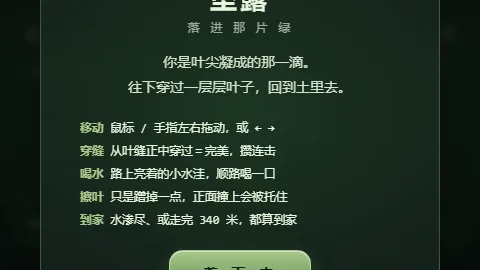 坠露
落进那片绿
你是叶尖凝成的那一滴。
往下穿过一层层叶子，回到土里去。
移动 鼠标 / 手指左右拖动，或 ← →
穿缝 从叶缝正中穿过＝完美，攒连击
喝水 路上亮着的小水洼，顺路喝一口
擦叶 只是蹭掉一点，正面撞上会被托住
到家 水渗尽、或走完 340 米，都算到家